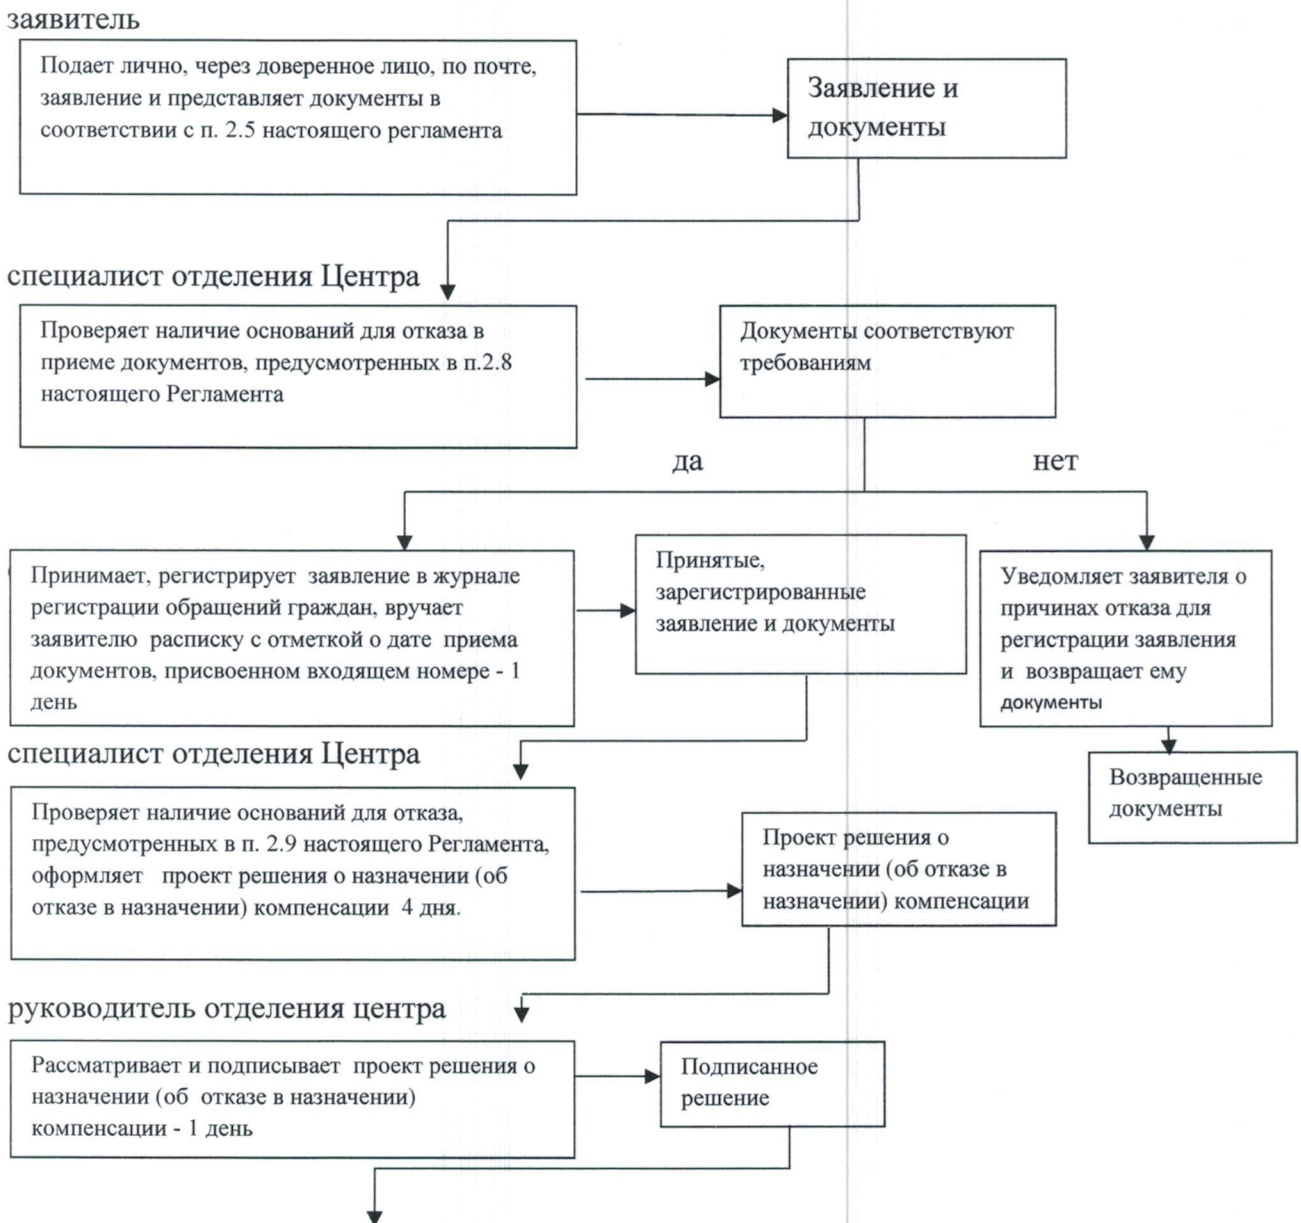 заявитель
Подает лично, через доверенное лицо, по почте,
заявление и представляет документы в
соответствии с п. 2.5 настоящего регламента
Заявление и
документы
специалист отделения Центра
Проверяет наличие оснований для отказа в
приеме документов, предусмотренных в п.2.8
настоящего Регламента
Документы соответствуют
требованиям
да
нет
Принимает, регистрирует заявление в журнале
регистрации обращений граждан, вручает
заявителю расписку с отметкой о дате приема
документов, присвоенном входящем номере - 1
день
Принятые,
зарегистрированные
заявление и документы
Уведомляет заявителя о
причинах отказа для
регистрации заявления
и возвращает ему
документы
специалист отделения Центра
Возвращенные
документы
Проверяет наличие оснований для отказа,
предусмотренных в п. 2.9 настоящего Регламента,
оформляет проект решения о назначении (об
отказе в назначении) компенсации 4 дня.
Проект решения о
назначении (об отказе в
назначении) компенсации
руководитель отделения центра
Рассматривает и подписывает проект решения о
назначении (об отказе в назначении)
компенсации - 1 день
Подписанное
решение